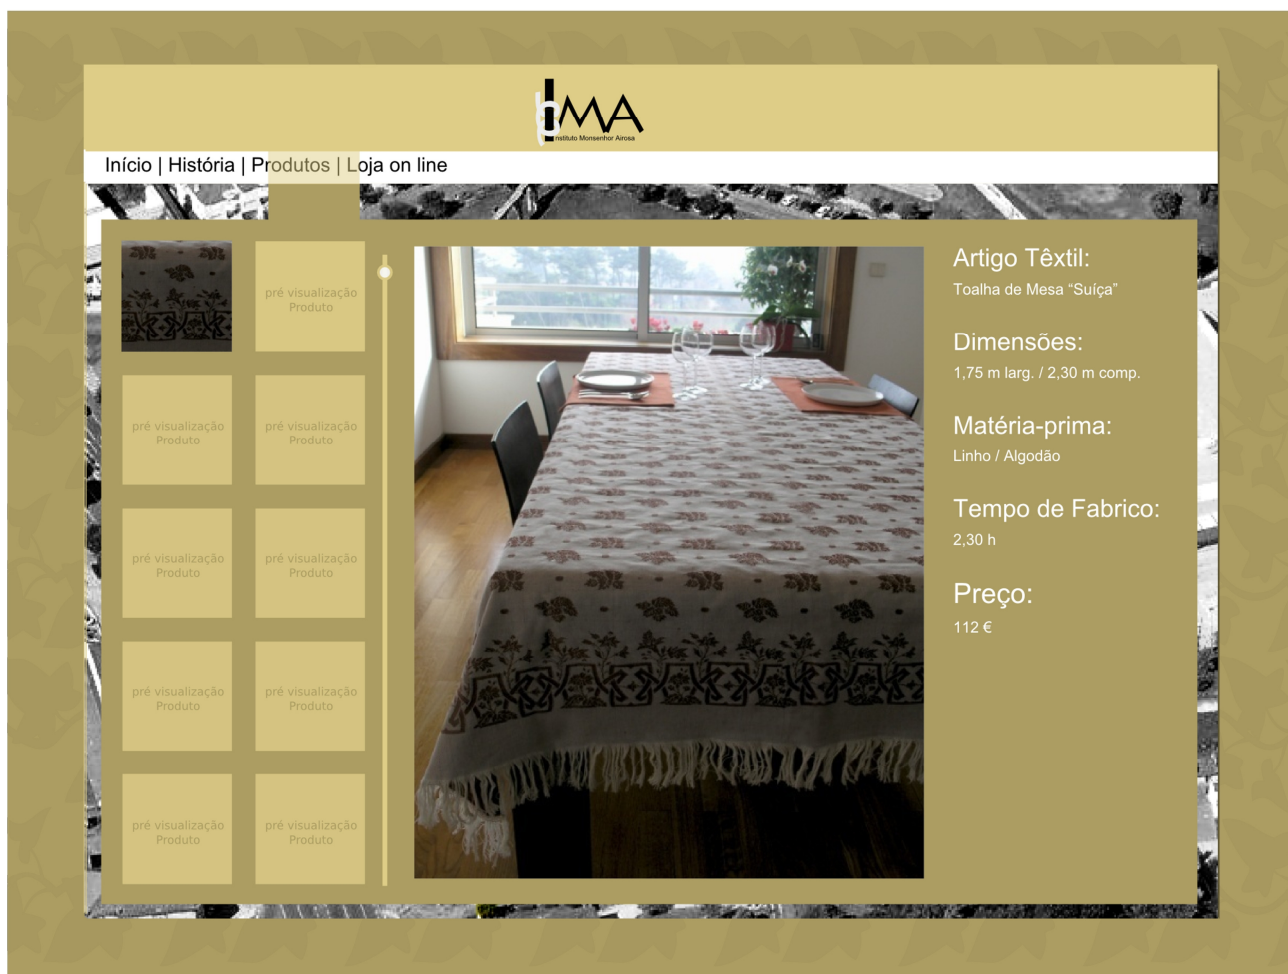 IMA
Instituto Monsenhor Airosa
Início | História | Produtos | Loja on line
pré visualização
Produto
pré visualização
Produto
pré visualização
Produto
pré visualização
Produto
pré visualização
Produto
pré visualização
Produto
pré visualização
Produto
pré visualização
Produto
pré visualização
Produto
Artigo Têxtil:
Toalha de Mesa “Suíça”
Dimensões:
1,75 m larg. / 2,30 m comp.
Matéria-prima:
Linho / Algodão
Tempo de Fabrico:
2,30 h
Preço:
112 €